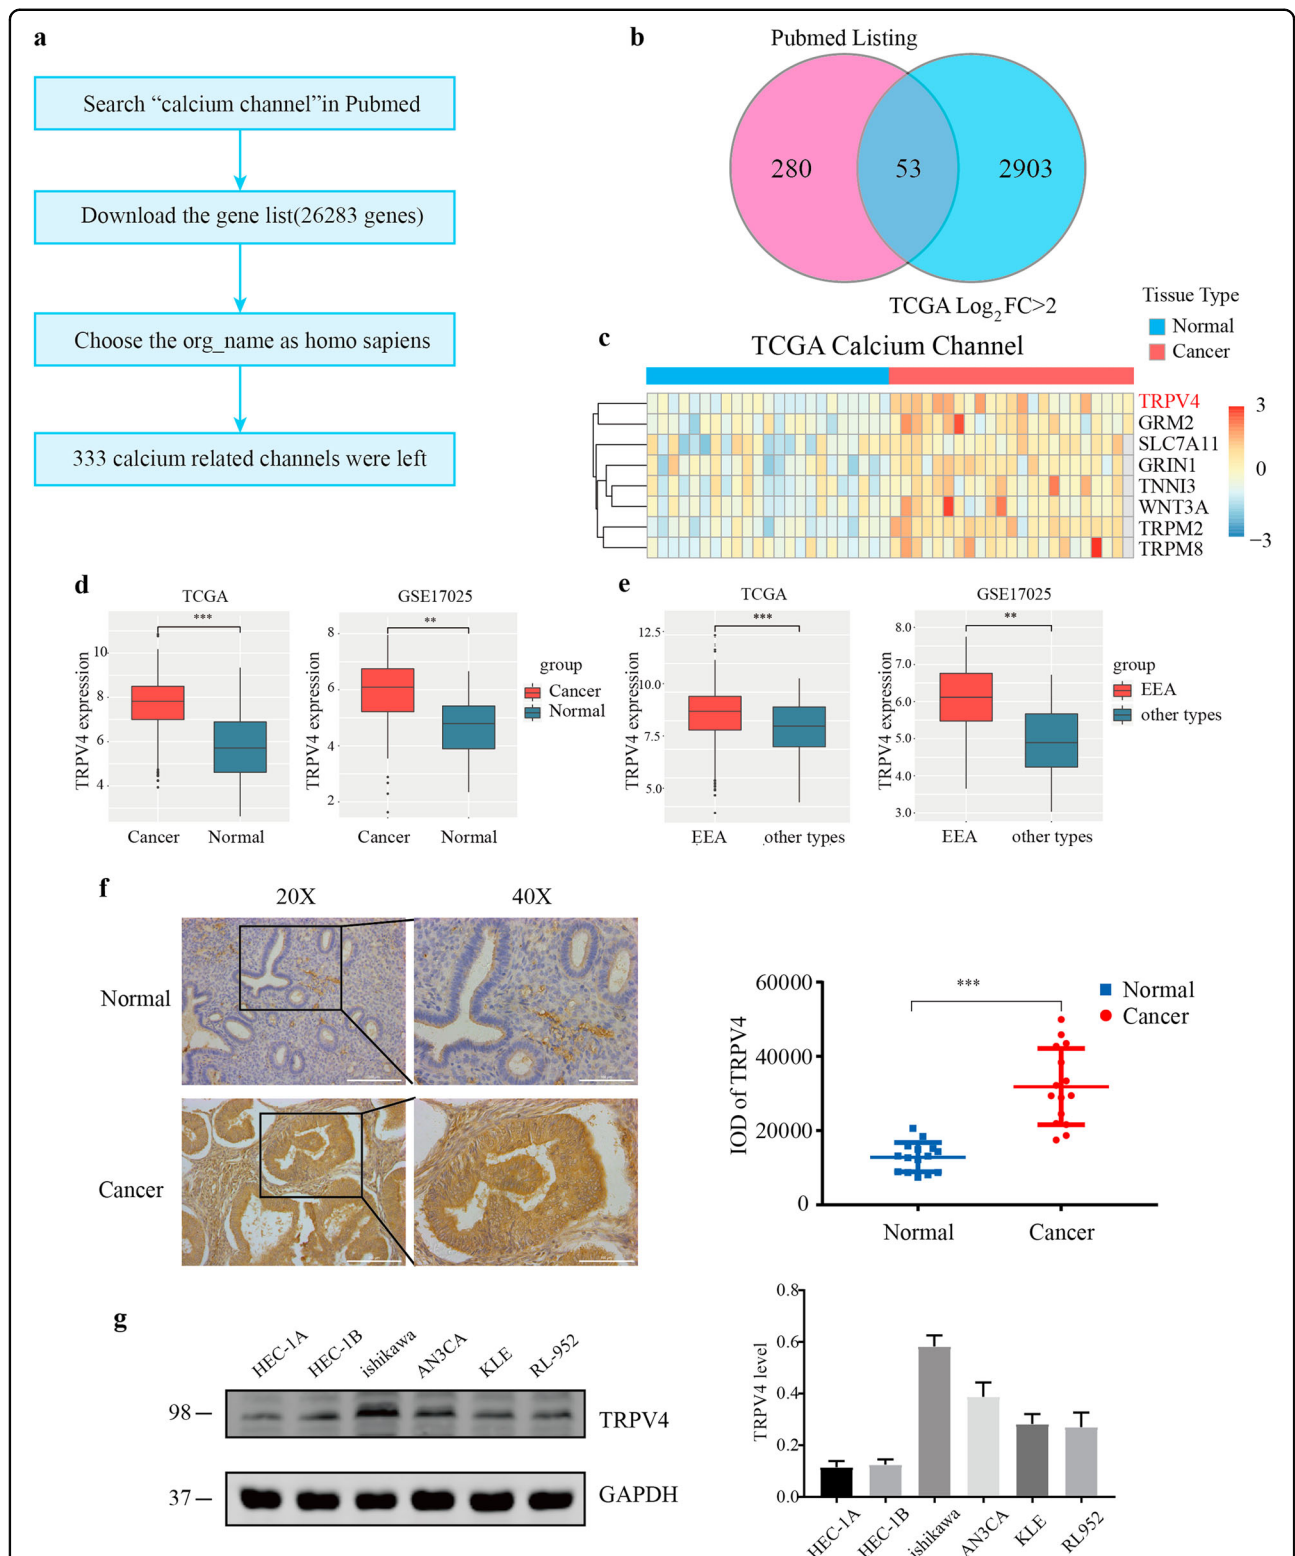 a
Search “calcium channel”in Pubmed
Download the gene list(26283 genes)
Choose the org_name as homo sapiens
333 calcium related channels were left
b
Pubmed Listing
280
53
2903
TCGA Log2FC>2
Tissue Type
Normal
Cancer
c
TCGA Calcium Channel
TRPV4
GRM2
SLC7A11
GRIN1
TNNI3
WNT3A
TRPM2
TRPM8
3
0
−3
d
TCGA
***
TRPV4 expression
10
8
6
4
Cancer
Normal
GSE17025
**
TRPV4 expression
8
6
4
2
Cancer
Normal
group
Cancer
Normal
e
TCGA
***
TRPV4 expression
12.5
10.0
7.5
5.0
EEA
other types
GSE17025
**
TRPV4 expression
8.0
7.0
6.0
5.0
4.0
3.0
EEA
other types
group
EEA
other types
f
20X
40X
Normal
Cancer
IOD of TRPV4
60000
40000
20000
0
***
Normal
Cancer
Normal
Cancer
g
HEC-1A
HEC-1B
ishikawa
AN3CA
KLE
RL-952
98
TRPV4
37
GAPDH
TRPV4 level
0.8
0.6
0.4
0.2
0.0
HEC-1A
HEC-1B
ishikawa
AN3CA
KLE
RL952